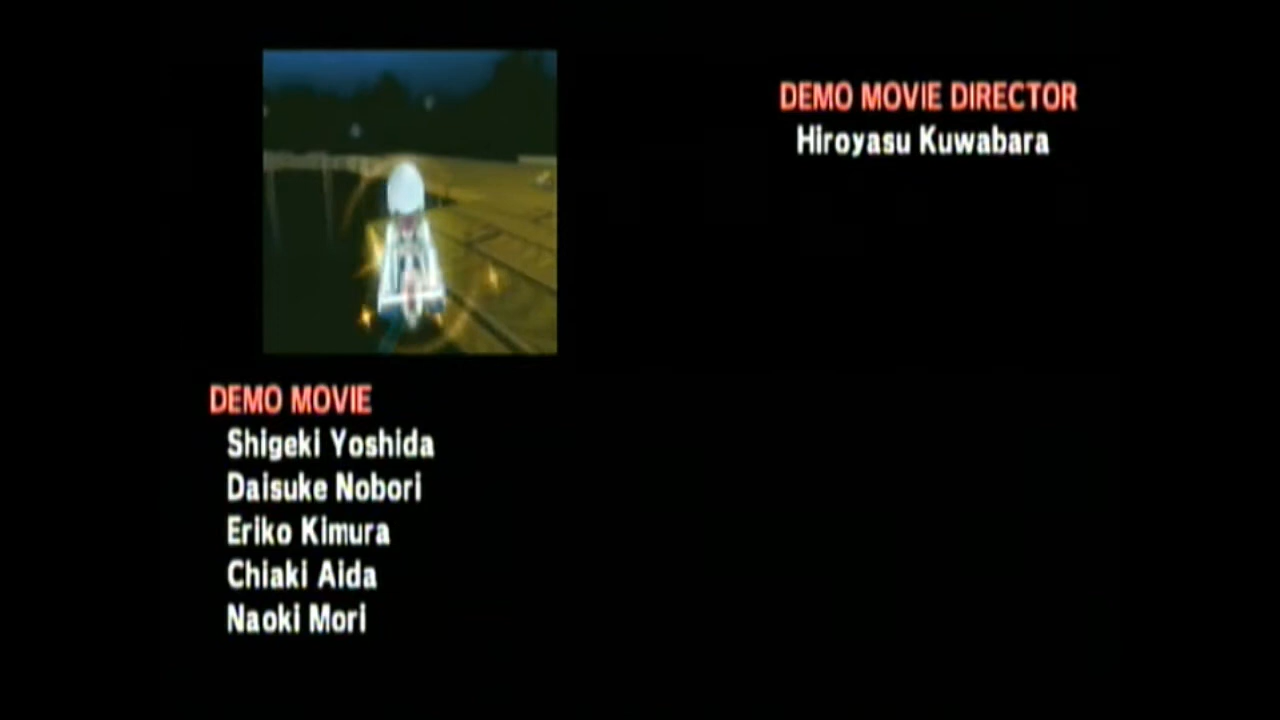 DEMO MOVIE DIRECTOR
Hiroyasu Kuwabara
DEMO MOVIE
Shigeki Yoshida
Daisuke Nobori
Eriko Kimura
Chiaki Aida
Naoki Mori